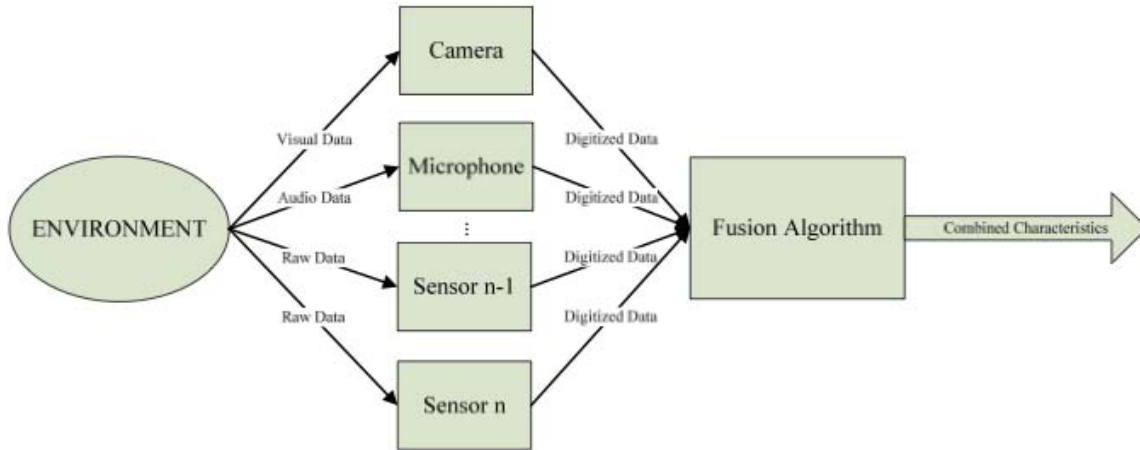 Camera
Visual Data
Digitized Data
Microphone
Audio Data
Digitized Data
ENVIRONMENT
...
Fusion Algorithm
Combined Characteristics
Raw Data
Sensor n-1
Digitized Data
Raw Data
Digitized Data
Sensor n